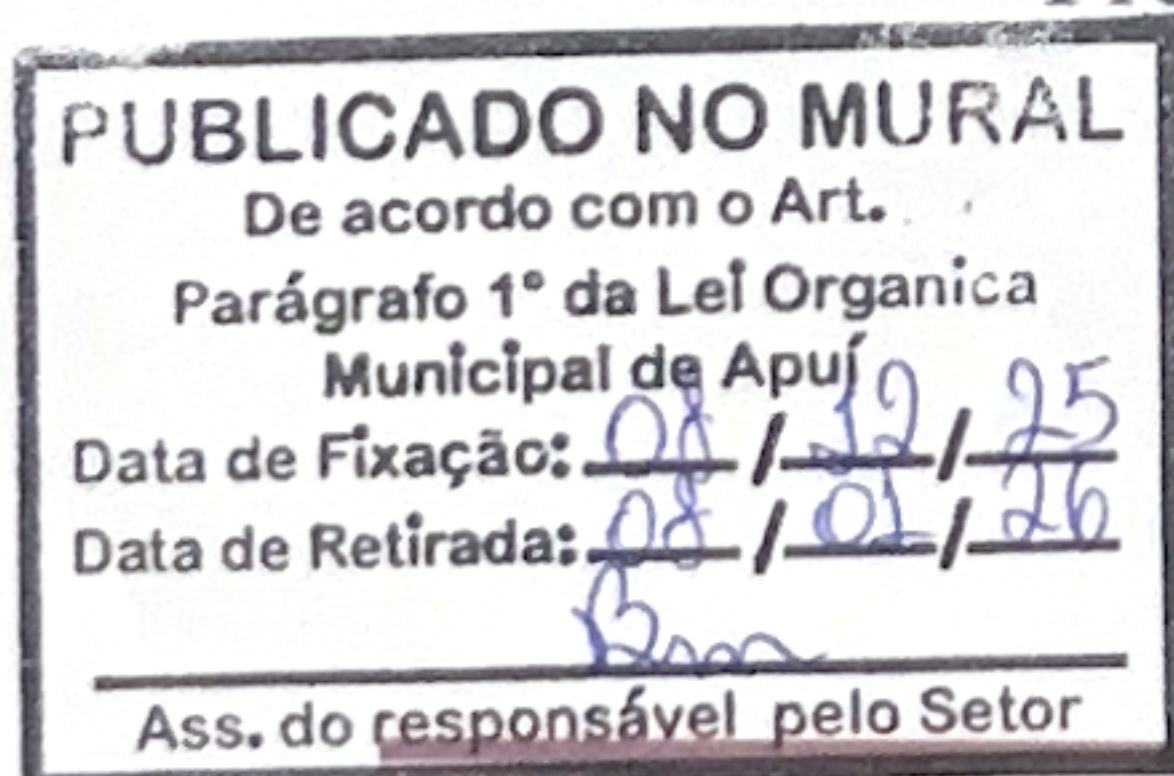 PUBLICADO NO MURAL
De acordo com o Art.
Parágrafo 1° da Lei Organica
Municipal de Apuí
Data de Fixação: 08/12/25
Data de Retirada: 08/01/26
Ass. do responsável pelo Setor